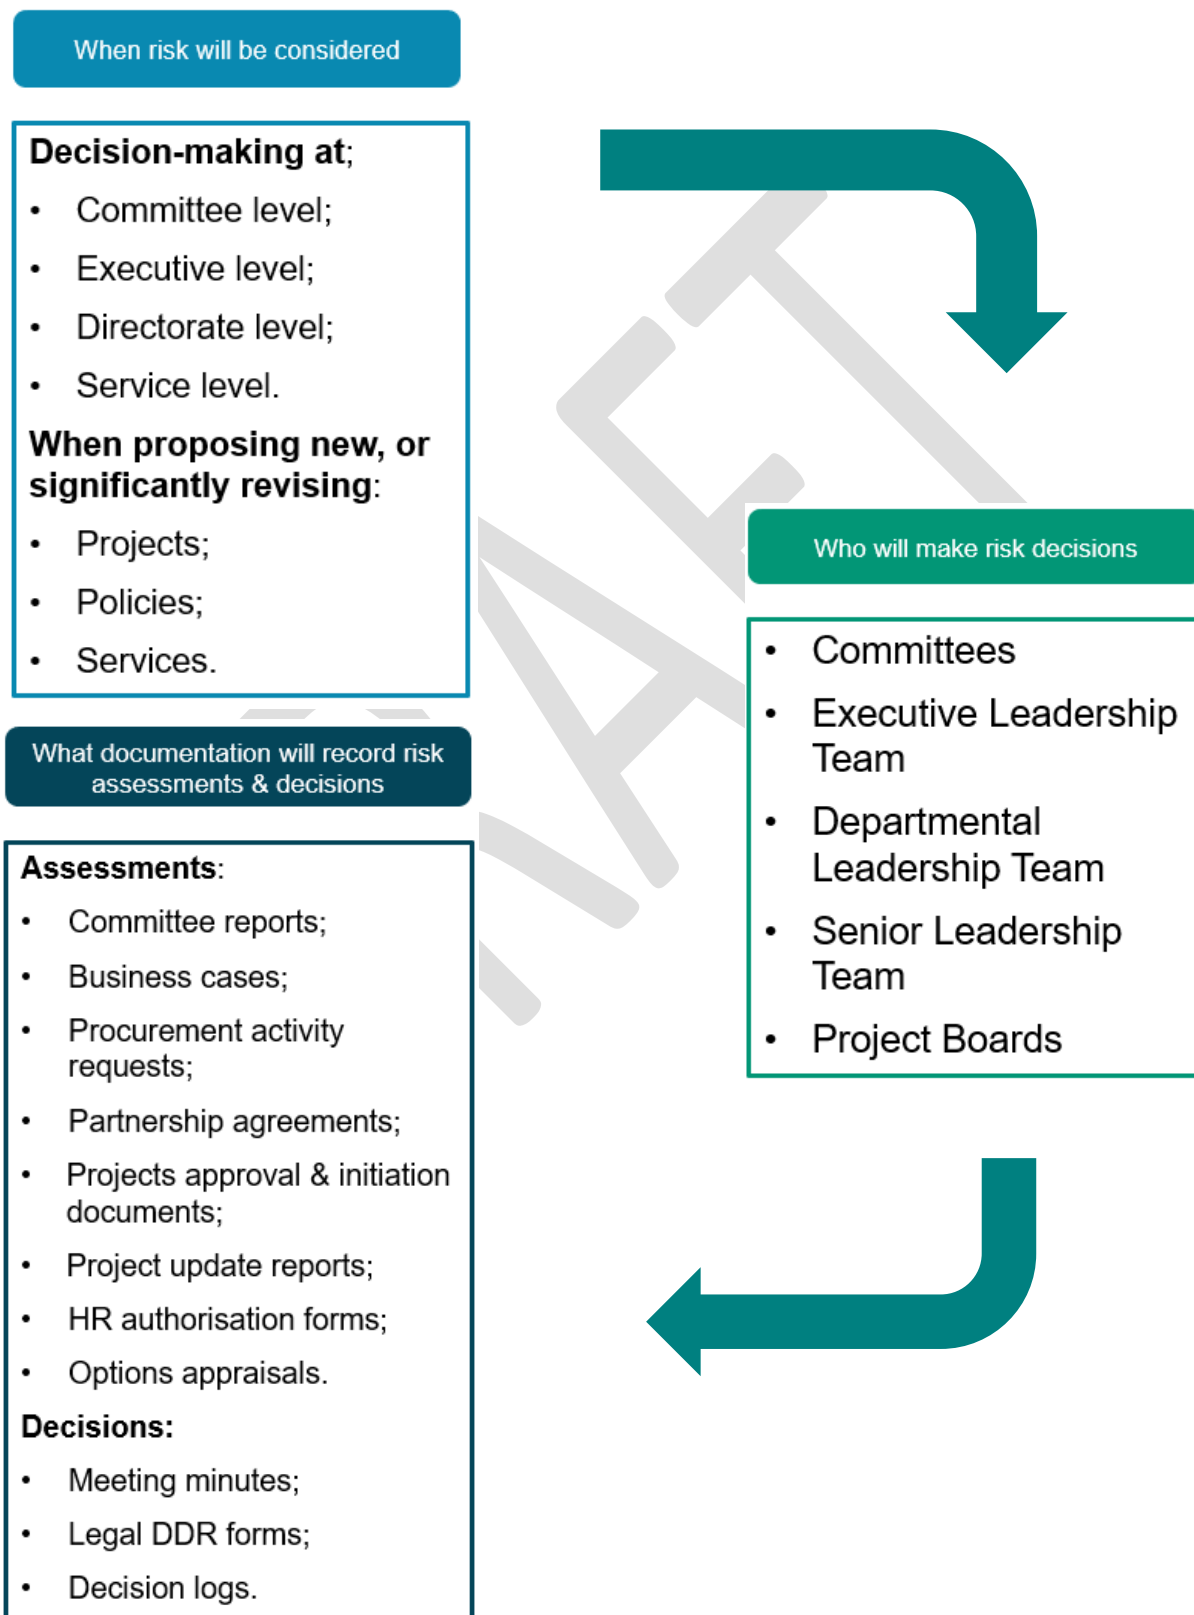 When risk will be considered
Decision-making at;
• Committee level;
• Executive level;
• Directorate level;
• Service level.
When proposing new, or
significantly revising:
• Projects;
• Policies;
• Services.
Who will make risk decisions
• Committees
• Executive Leadership
Team
• Departmental
Leadership Team
• Senior Leadership
Team
• Project Boards
What documentation will record risk
assessments & decisions
Assessments:
• Committee reports;
• Business cases;
• Procurement activity
requests;
• Partnership agreements;
• Projects approval & initiation
documents;
• Project update reports;
• HR authorisation forms;
• Options appraisals.
Decisions:
• Meeting minutes;
• Legal DDR forms;
• Decision logs.
DRAFT